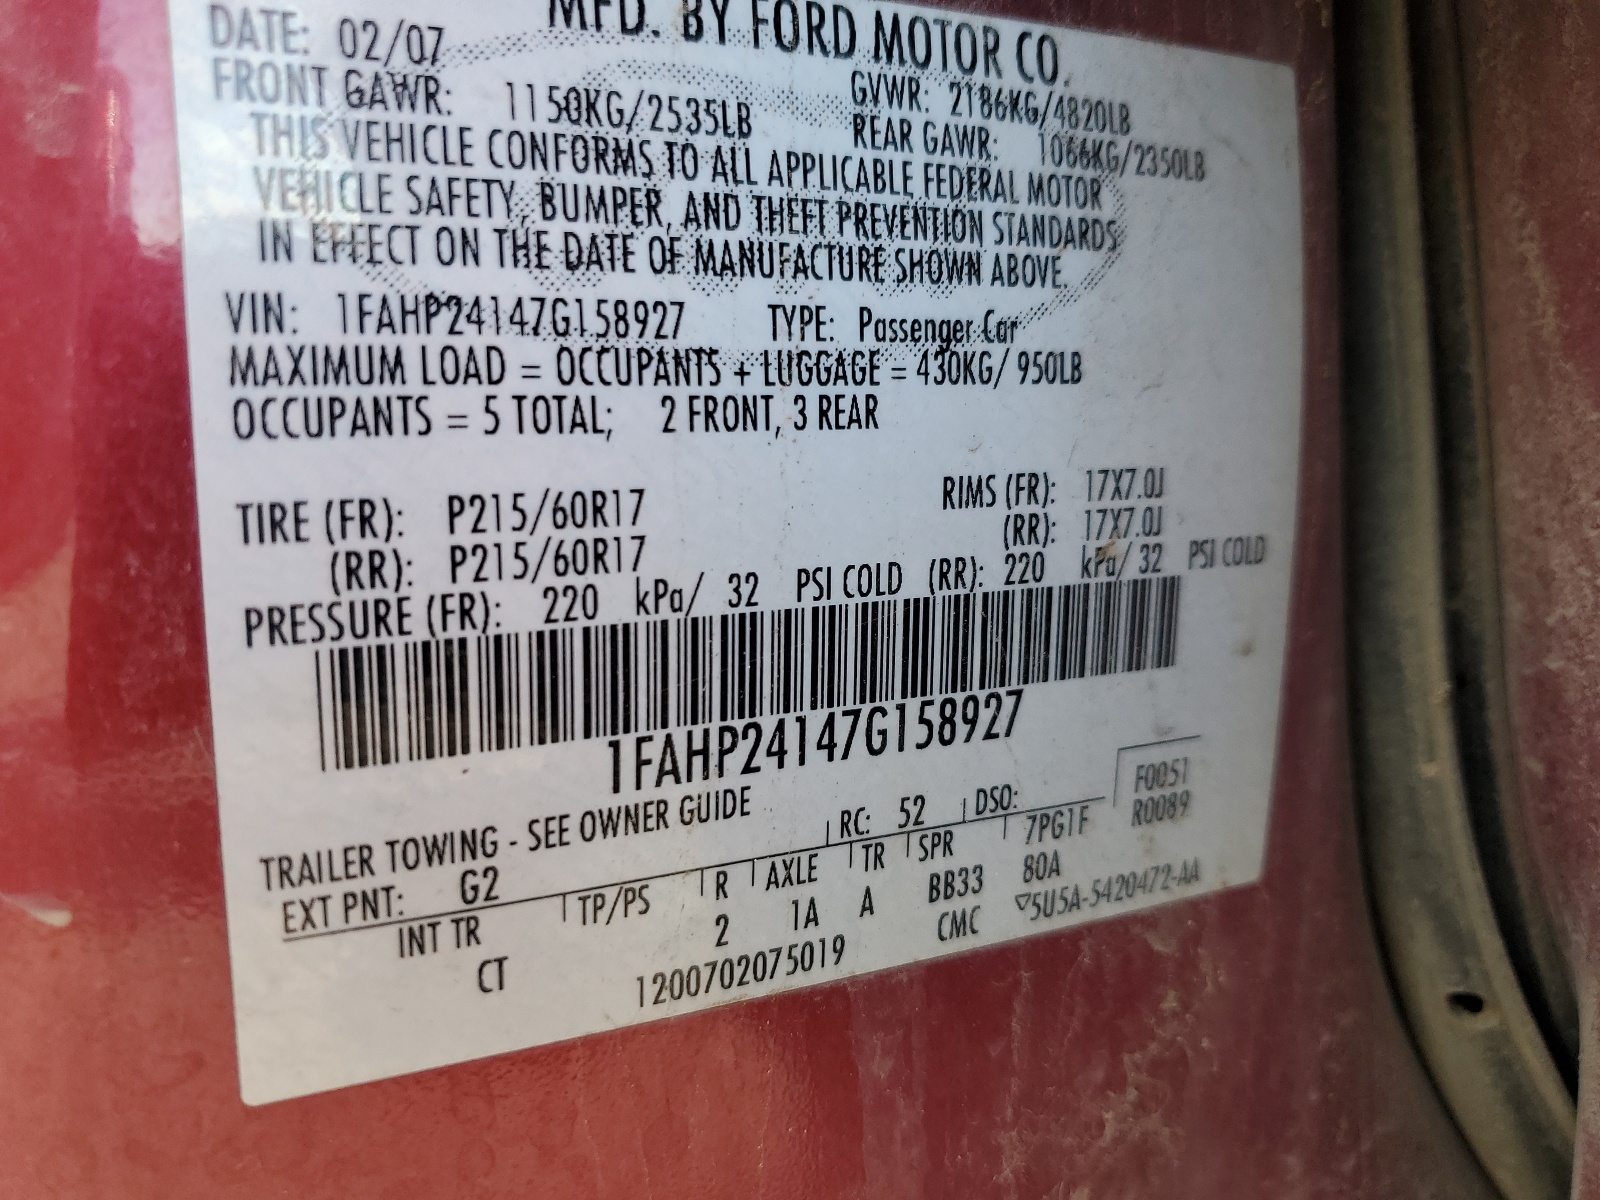 MFD. BY FORD MOTOR CO.
DATE: 02/07 GVWR: 2186KG/4820LB
FRONT GAWR: 1150KG/2535LB REAR GAWR: 1066KG/2350LB
THIS VEHICLE CONFORMS TO ALL APPLICABLE FEDERAL MOTOR
VEHICLE SAFETY, BUMPER, AND THEFT PREVENTION STANDARDS
IN EFFECT ON THE DATE OF MANUFACTURE SHOWN ABOVE.
VIN: 1FAHP24147G158927 TYPE: Passenger Car
MAXIMUM LOAD = OCCUPANTS + LUGGAGE = 430KG/ 950LB
OCCUPANTS = 5 TOTAL; 2 FRONT, 3 REAR
TIRE (FR): P215/60R17 RIMS (FR): 17X7.0J
(RR): P215/60R17 (RR): 17X7.0J
PRESSURE (FR): 220 kPa/ 32 PSI COLD (RR): 220 kPa/ 32 PSI COLD
1FAHP24147G158927
TRAILER TOWING - SEE OWNER GUIDE
F0051
EXT PNT: G2 RC: 52 DSO: R0089
INT TR TP/PS R AXLE TR SPR 7PG1F
CT 2 1A A BB33 80A
1200702075019 CMC ▽5U5A-5420472-AA